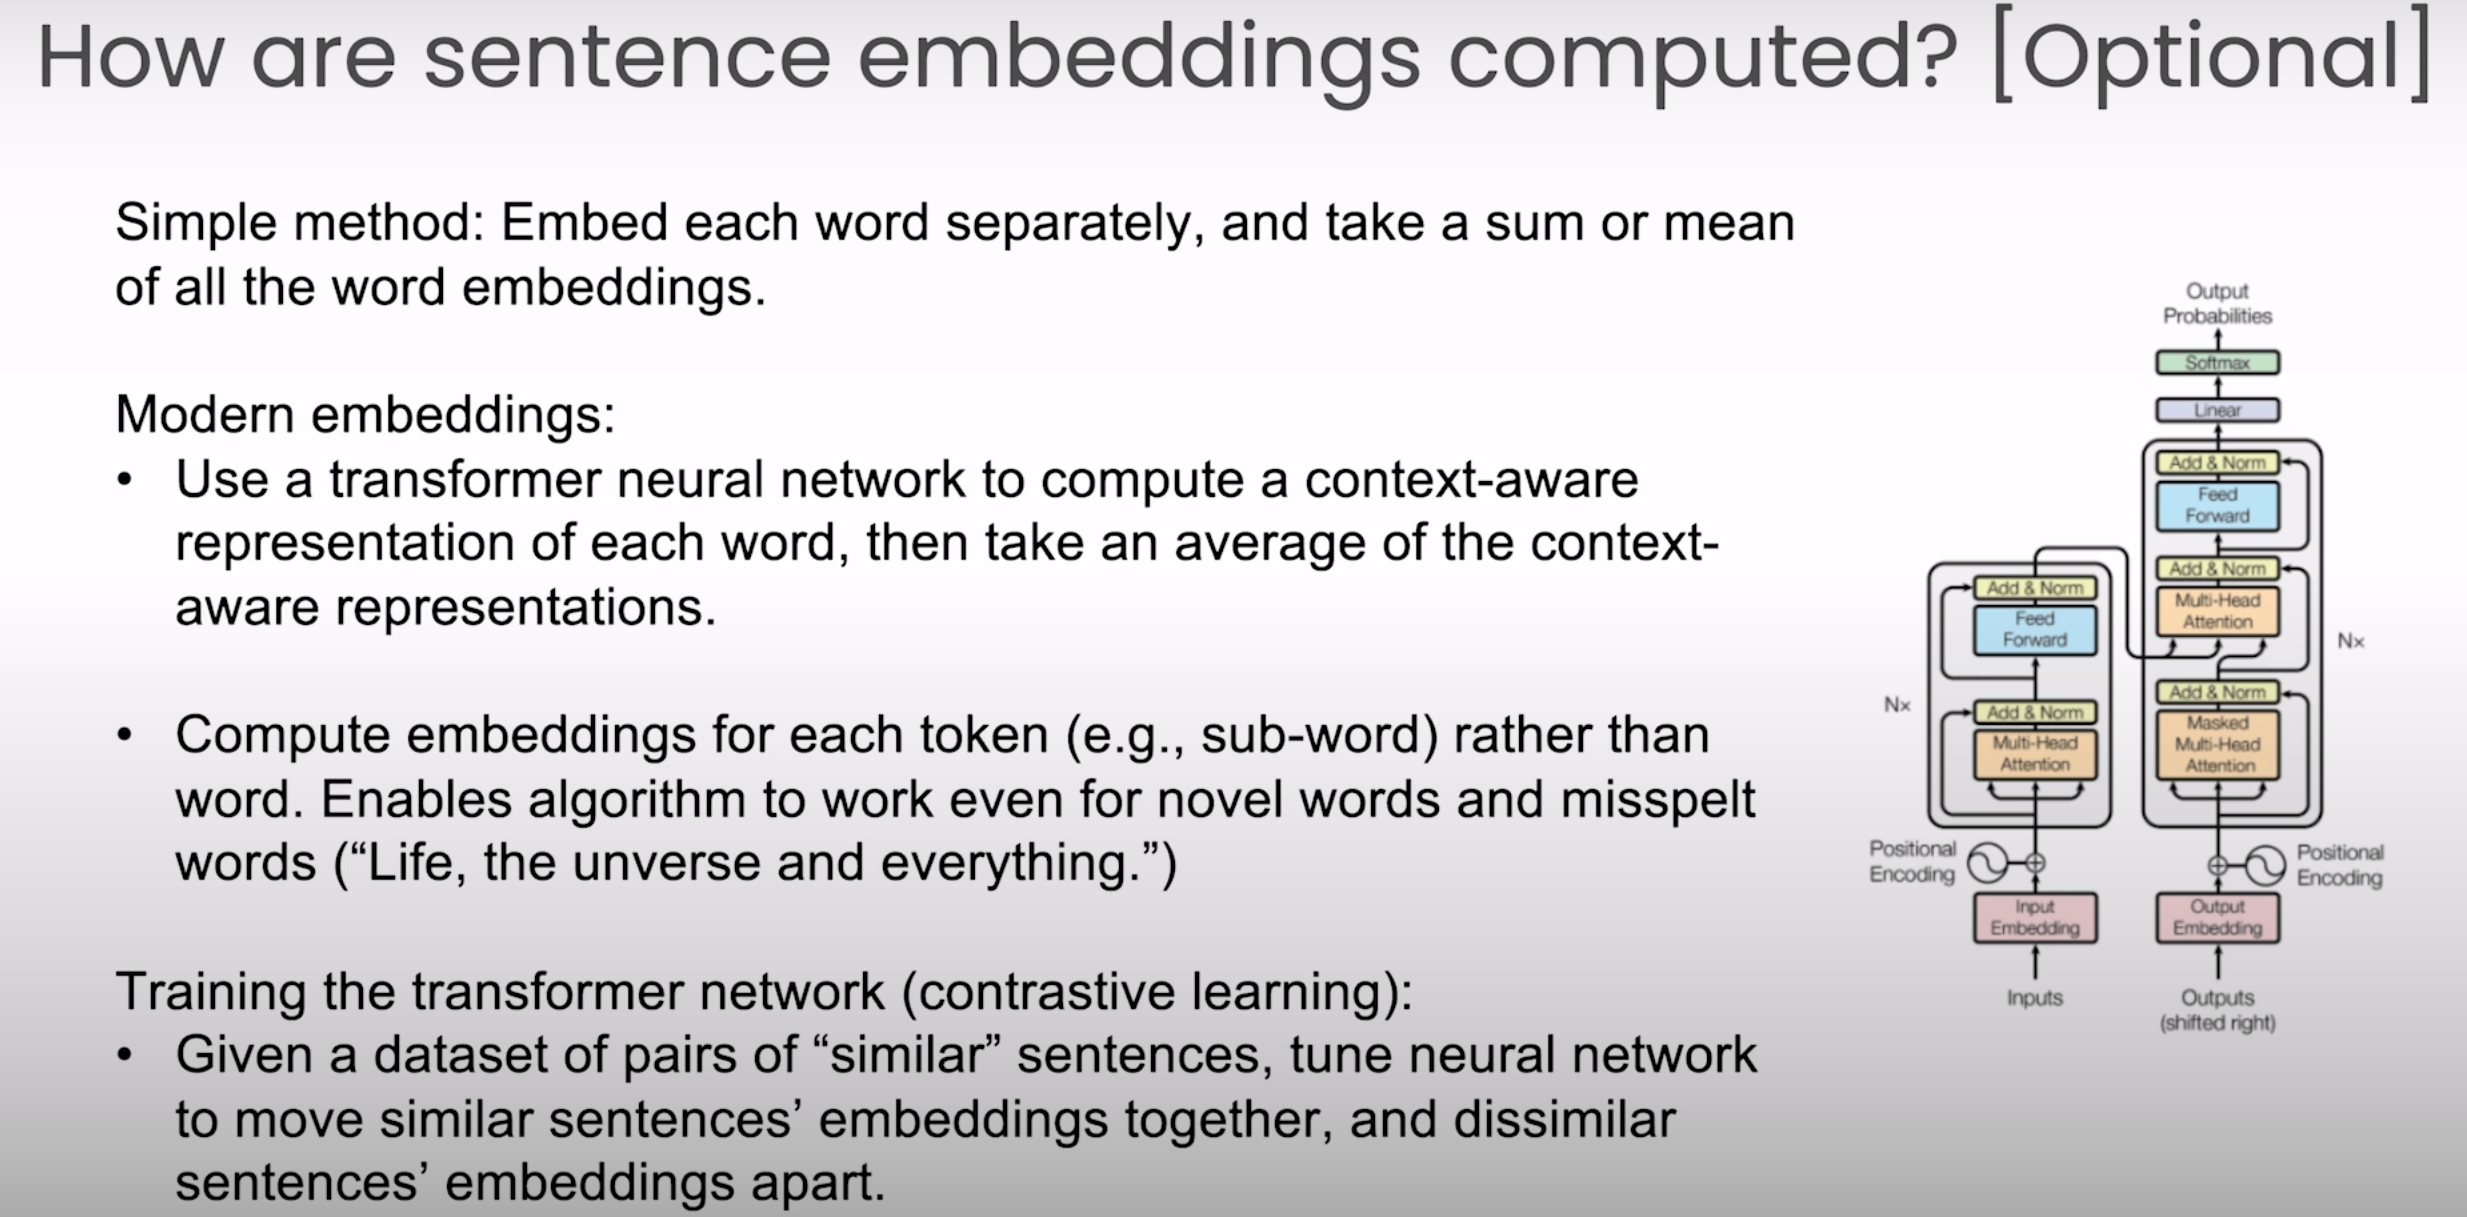 How are sentence embeddings computed? [Optional]
Simple method: Embed each word separately, and take a sum or mean
of all the word embeddings.
Modern embeddings:
• Use a transformer neural network to compute a context-aware
representation of each word, then take an average of the context-
aware representations.
• Compute embeddings for each token (e.g., sub-word) rather than
word. Enables algorithm to work even for novel words and misspelt
words (“Life, the unverse and everything.”)
Training the transformer network (contrastive learning):
• Given a dataset of pairs of “similar” sentences, tune neural network
to move similar sentences’ embeddings together, and dissimilar
sentences’ embeddings apart.
Output
Probabilities
Softmax
Linear
Add & Norm
Feed
Forward
Add & Norm
Multi-Head
Attention
Nx
Add & Norm
Masked
Multi-Head
Attention
Positional
Encoding
Output
Embedding
Outputs
(shifted right)
Add & Norm
Feed
Forward
Nx
Add & Norm
Multi-Head
Attention
Positional
Encoding
Input
Embedding
Inputs